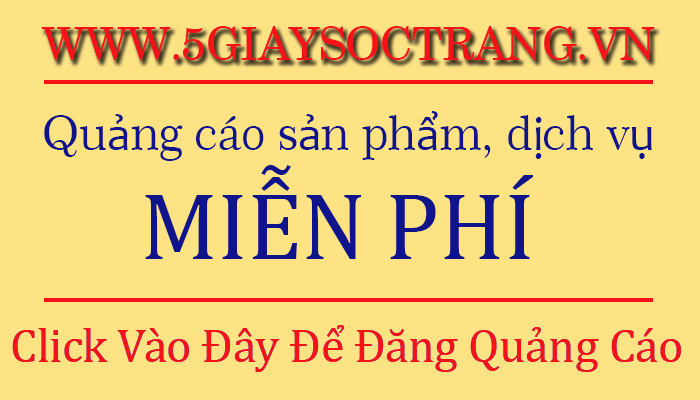 WWW.5GIAYSOCTRANG.VN
Quảng cáo sản phẩm, dịch vụ
MIỄN PHÍ
Click Vào Đây Để Đăng Quảng Cáo